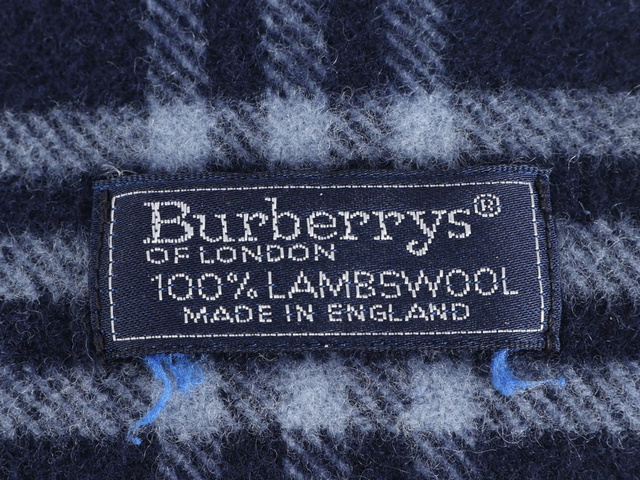 Burberrys®
OF LONDON
100% LAMBSWOOL
MADE IN ENGLAND